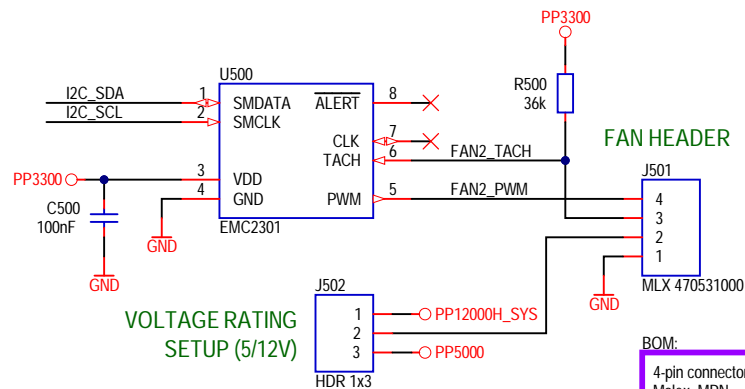 PP3300
U500
R500
36k
I2C_SDA
1
SMDATA
ALERT
8
I2C_SCL
2
SMCLK
CLK
7
TACH
6
FAN2_TACH
FAN HEADER
J501
PP3300
3
VDD
4
GND
PWM
5
FAN2_PWM
4
3
2
1
C500
100nF
EMC2301
GND
GND
GND
MLX 470531000
J502
VOLTAGE RATING
SETUP (5/12V)
1
PP12000H_SYS
2
3
PP5000
HDR 1x3
BOM:
4-pin connector
Molex, MPN